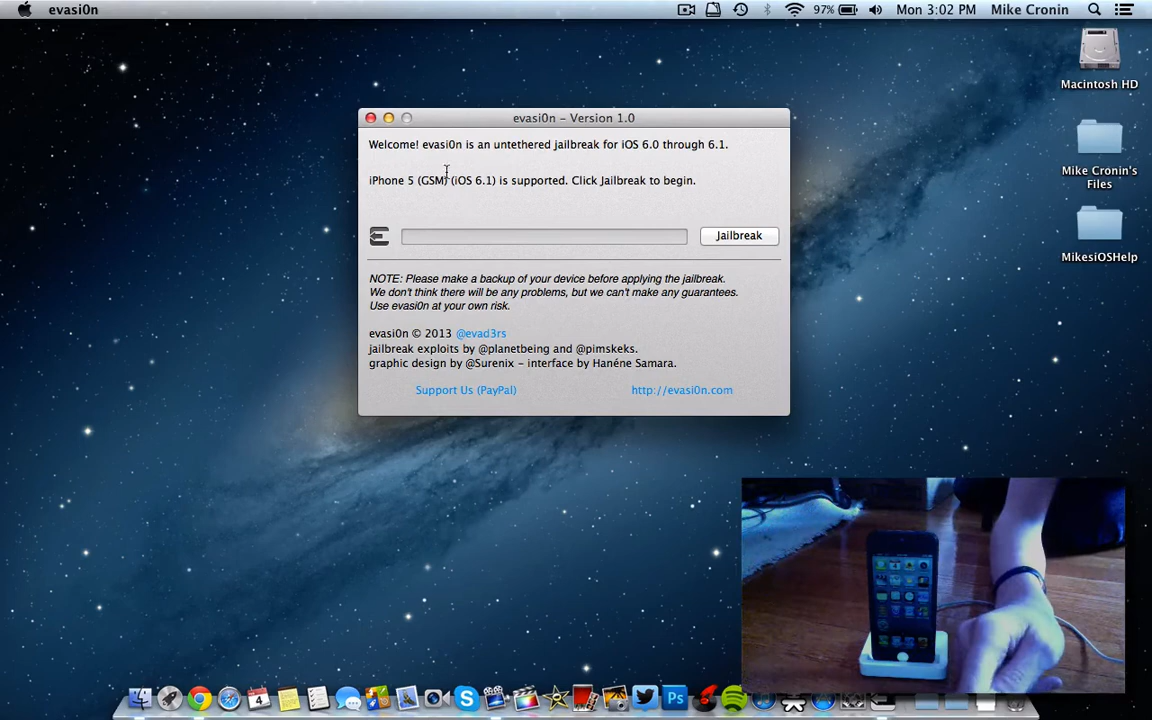 evasi0n
97%
Mon 3:02 PM
Mike Cronin
Macintosh HD
Mike Cronin's
Files
MikesiOSHelp
evasi0n – Version 1.0
Welcome! evasi0n is an untethered jailbreak for iOS 6.0 through 6.1.
iPhone 5 (GSM) (iOS 6.1) is supported. Click Jailbreak to begin.
Jailbreak
NOTE: Please make a backup of your device before applying the jailbreak.
We don't think there will be any problems, but we can't make any guarantees.
Use evasi0n at your own risk.
evasi0n © 2013 @evad3rs
jailbreak exploits by @planetbeing and @pimskeks.
graphic design by @Surenix – interface by Hanéne Samara.
Support Us (PayPal)
http://evasi0n.com
4
S
Ps